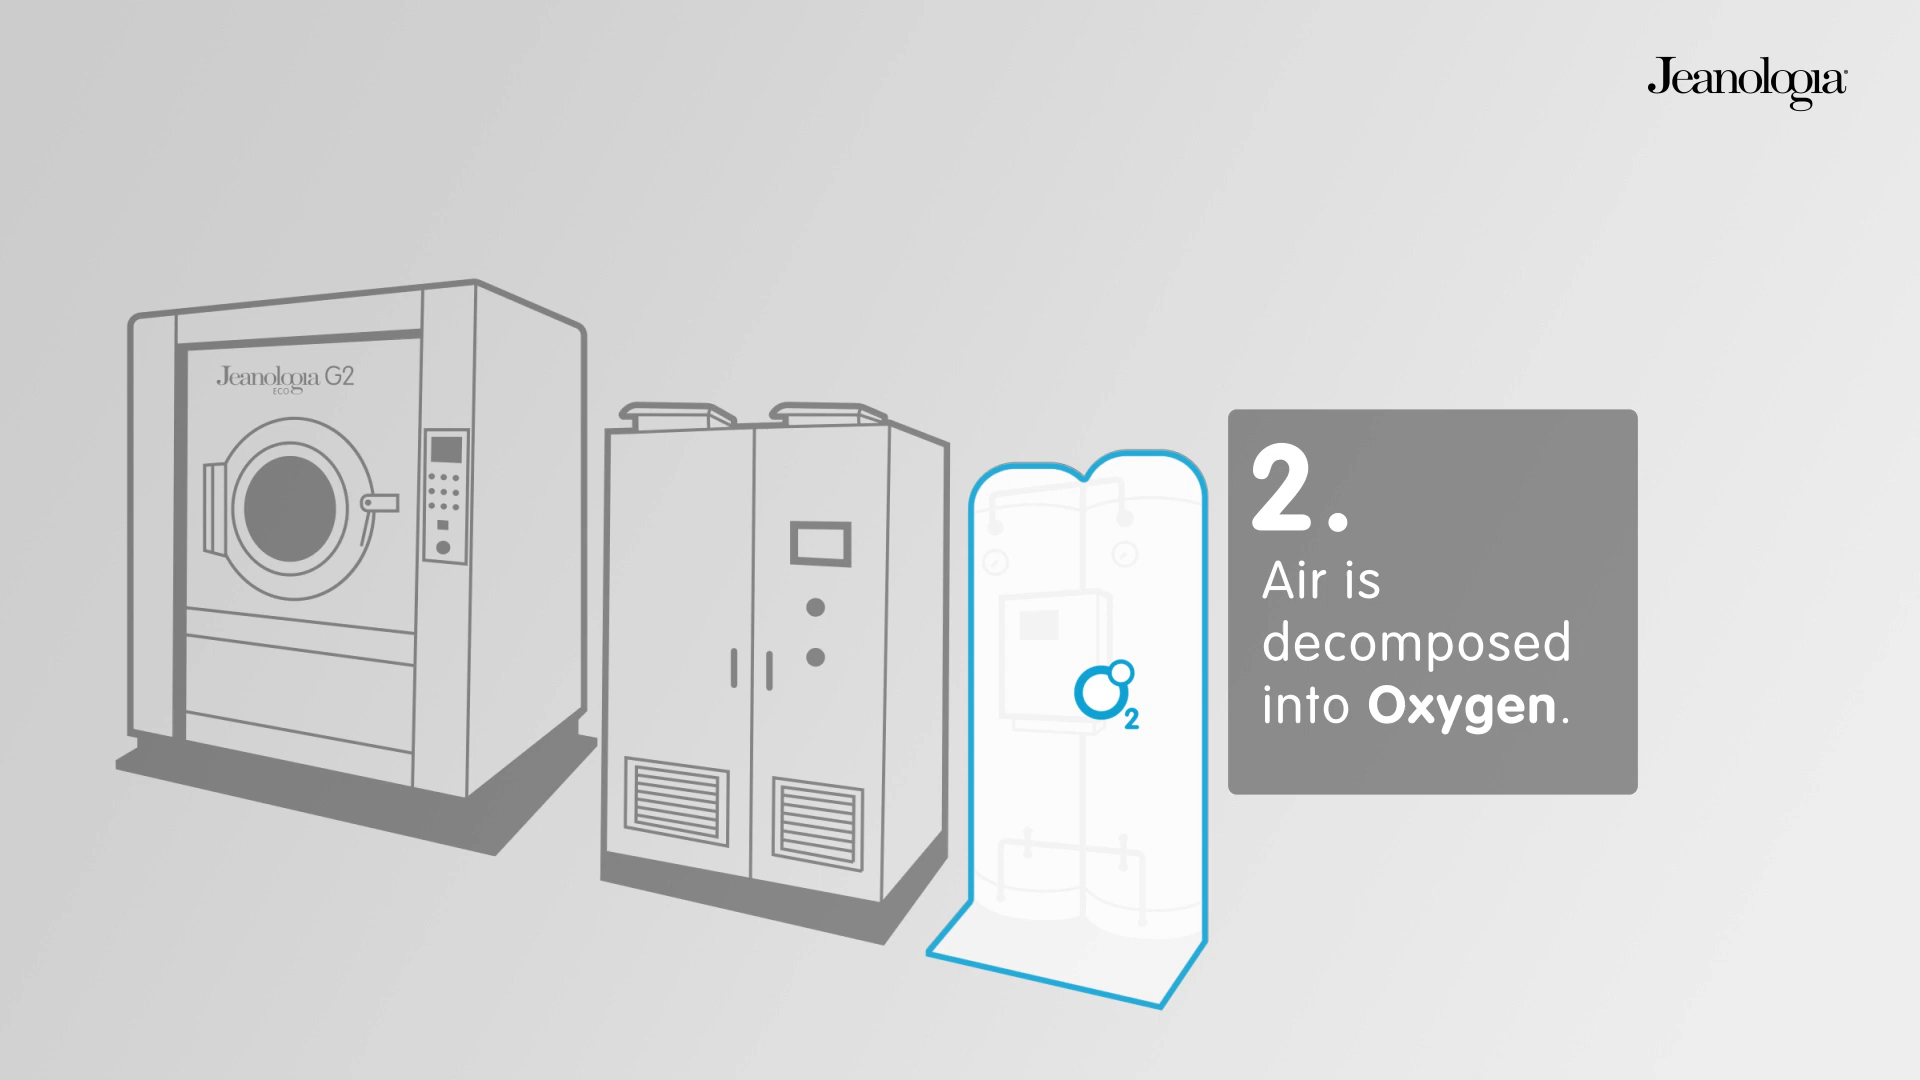 Jeanologia
Jeanologia G2
ECO
2.
Air is
decomposed
into Oxygen.
O2